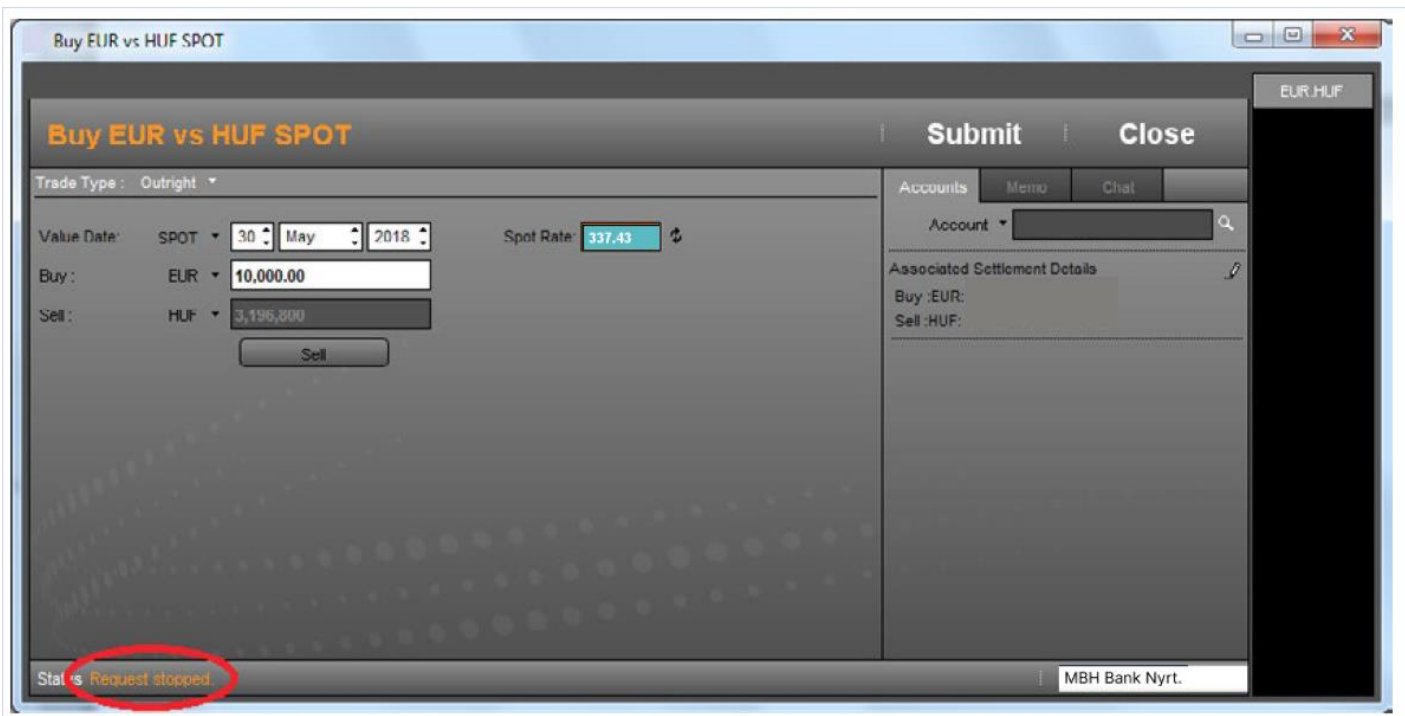 Buy EUR vs HUF SPOT
EUR.HUF
Buy EUR vs HUF SPOT
Submit
Close
Trade Type : Outright
Accounts Memo Chat
Account
Value Date: SPOT 30 May 2018 Spot Rate: 337.43
Buy : EUR 10,000.00
Sell : HUF 3,196,800
Sell
Associated Settlement Details
Buy :EUR:
Sell :HUF:
Status Request stopped.
MBH Bank Nyrt.